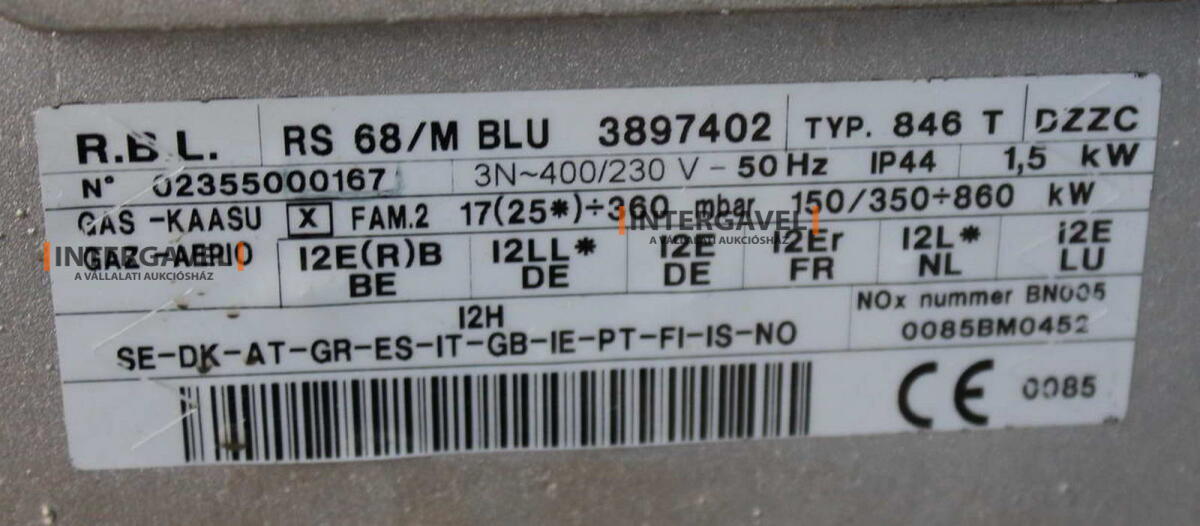 R.B.L. RS 68/M BLU 3897402 TYP. 846 T DZZC
N° 02355000167 3N~400/230 V - 50 Hz IP44 1,5 kW
GAS -KAASU X FAM.2 17(25*)÷360 mbar 150/350÷860 kW
GAZ -AEPIO I2E(R)B BE I2LL* DE I2E DE I2Er FR I2L* NL i2E LU
INTERGAVEL
A VÁLLALATI AUKCIÓSHÁZ
INTERGAVEL
A VÁLLALATI AUKCIÓSHÁZ
I2H
SE-DK-AT-GR-ES-IT-GB-IE-PT-FI-IS-NO
NOx nummer BN005
0085BM0452
CE 0085